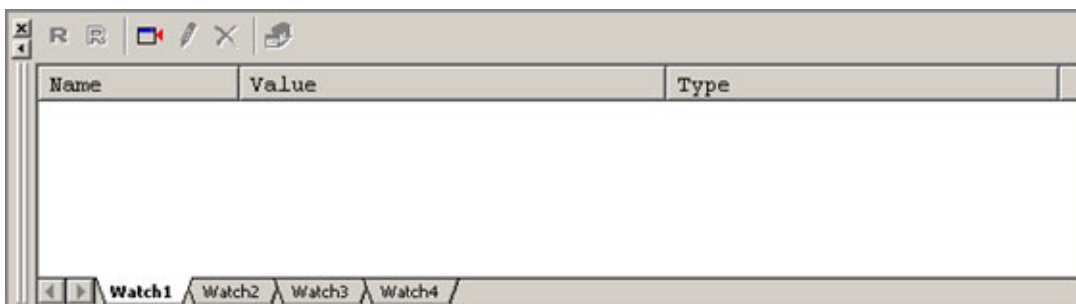 R R
Name Value Type
Watch1 Watch2 Watch3 Watch4